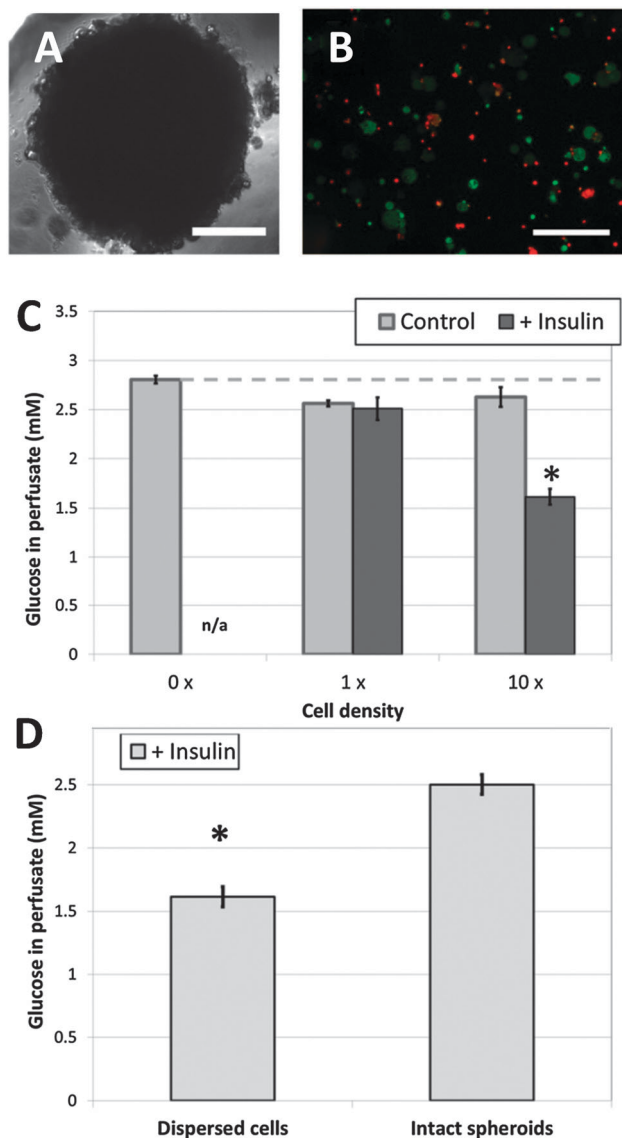 A
B
C
Control + Insulin
Glucose in perfusate (mM)
3.5
3
2.5
2
1.5
1
0.5
0
n/a
*
0 x 1 x 10 x
Cell density
D
+ Insulin
Glucose in perfusate (mM)
2.5
2
1.5
1
0.5
0
*
Dispersed cells Intact spheroids